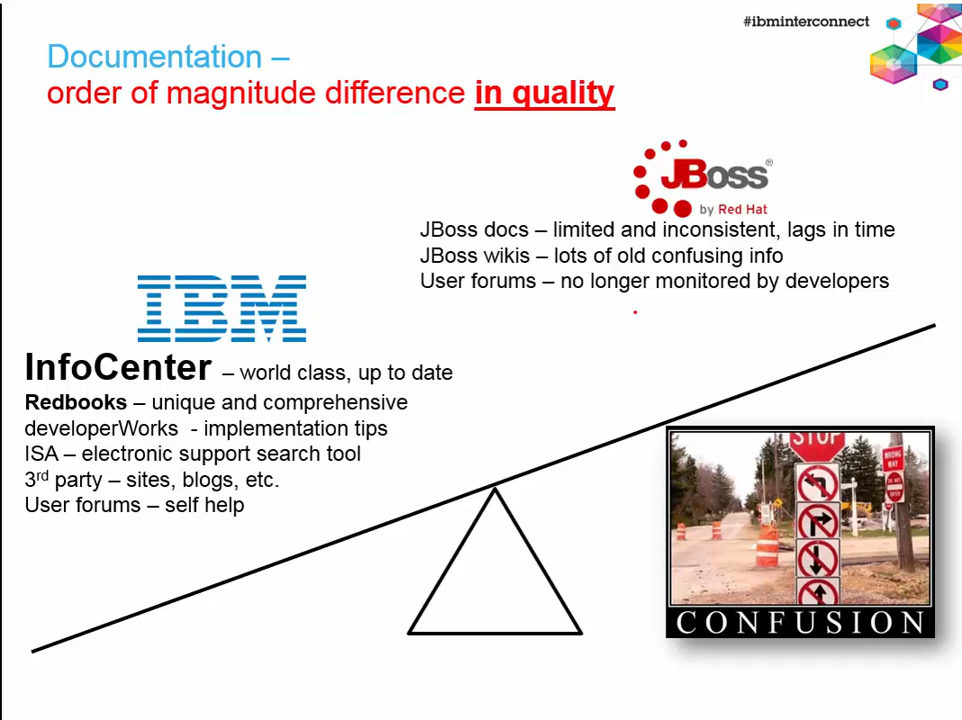 #ibminterconnect
Documentation –
order of magnitude difference in quality
JBoss®
by Red Hat
JBoss docs – limited and inconsistent, lags in time
JBoss wikis – lots of old confusing info
User forums – no longer monitored by developers
IBM
InfoCenter – world class, up to date
Redbooks – unique and comprehensive
developerWorks - implementation tips
ISA – electronic support search tool
3rd party – sites, blogs, etc.
User forums – self help
STOP
WRONG
WAY
CONFUSION